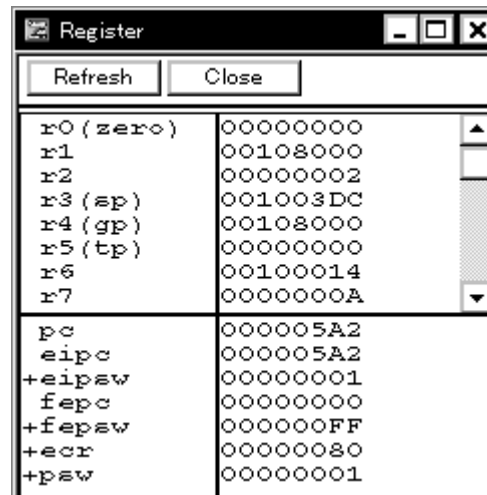 Register
Refresh Close
r0(zero) 00000000
r1 00108000
r2 00000002
r3(sp) 001003DC
r4(gp) 00108000
r5(tp) 00000000
r6 00100014
r7 0000000A
pc 000005A2
eipc 000005A2
+eipsw 00000001
fepc 00000000
+fepsw 000000FF
+ecr 00000080
+psw 00000001